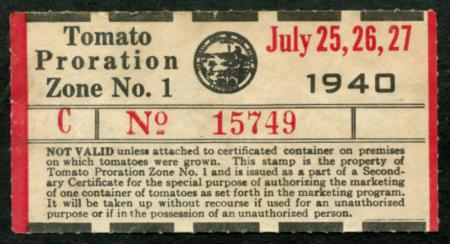 Tomato
Proration
Zone No. 1
July 25, 26, 27
1940
C No 15749
NOT VALID unless attached to certificated container on premises
on which tomatoes were grown. This stamp is the property of
Tomato Proration Zone No. 1 and is issued as a part of a Second-
ary Certificate for the special purpose of authorizing the marketing
of one container of tomatoes as set forth in the marketing program.
It will be taken up without recourse if used for an unauthorized
purpose or if in the possession of an unauthorized person.